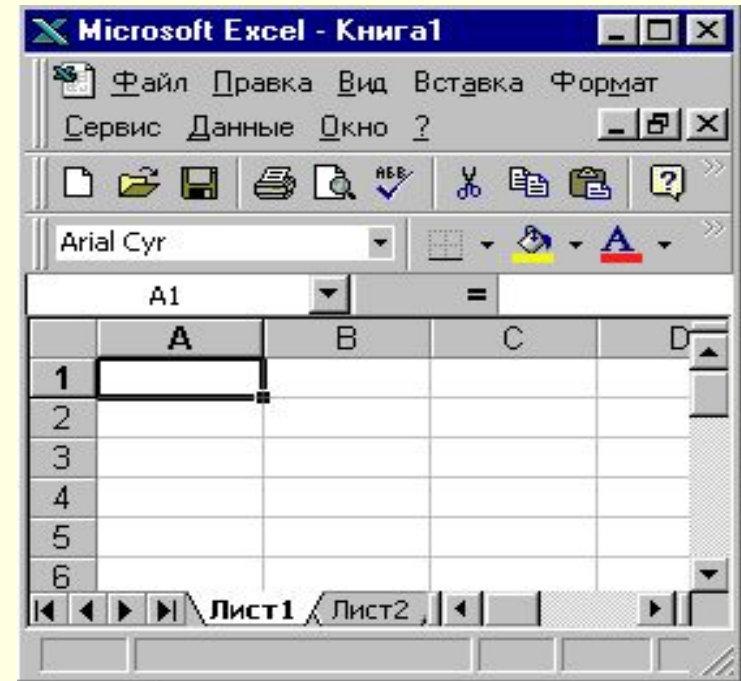 Microsoft Excel - Книга1
Файл Правка Вид Вставка Формат
Сервис Данные Окно ?
АБВ ?
Arial Cyr A
A1 =
A B C D
1
2
3
4
5
6
Лист1 Лист2